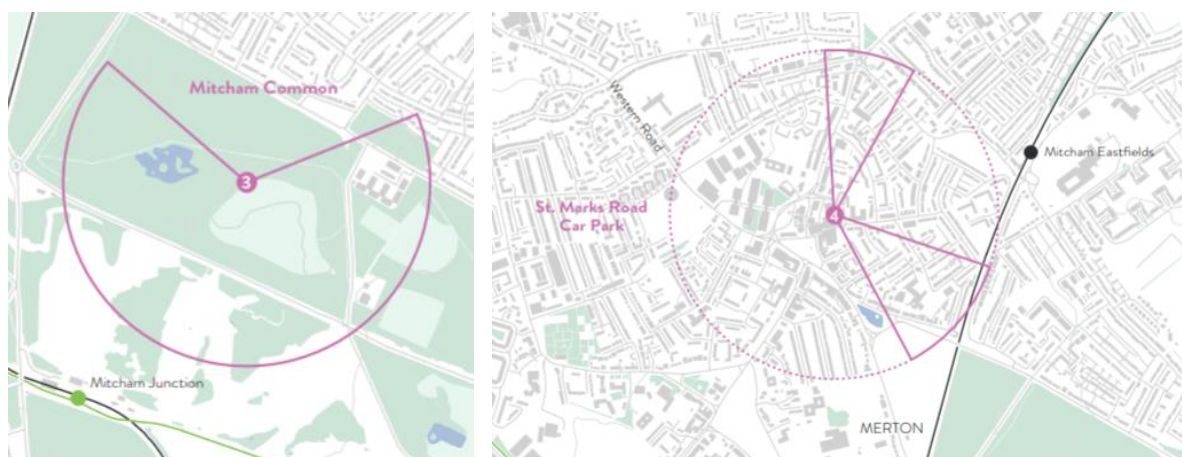 Mitcham Common
3
Mitcham Junction
Western Road
Mitcham Eastfields
St. Marks Road
Car Park
4
MERTON